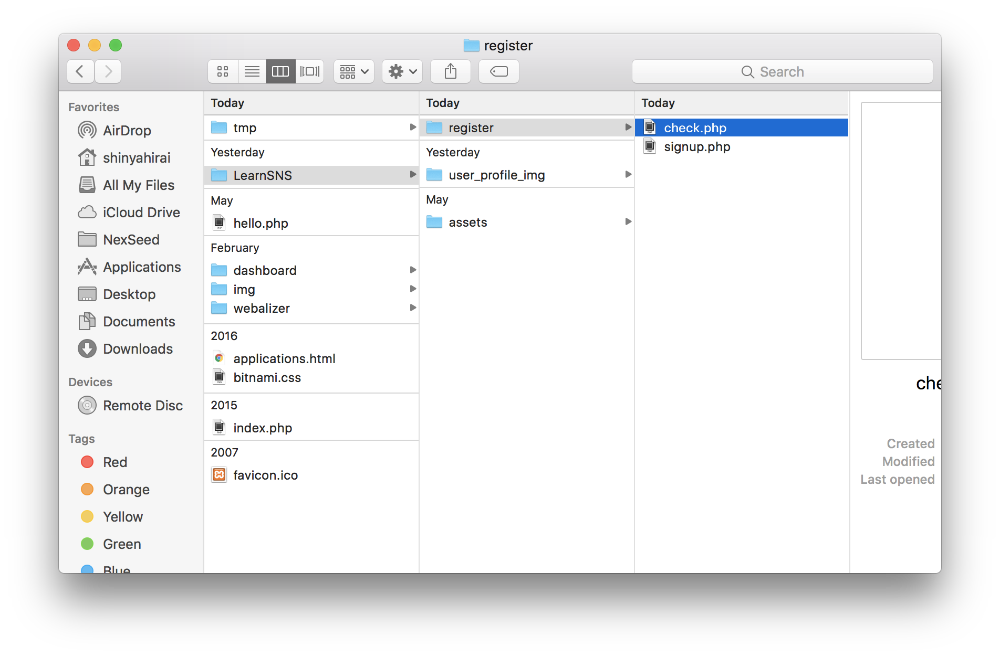 register
Search
Favorites
AirDrop
shinyahirai
All My Files
iCloud Drive
NexSeed
Applications
Desktop
Documents
Downloads
Devices
Remote Disc
Tags
Red
Orange
Yellow
Green
Blue
Today
tmp
Yesterday
LearnSNS
May
hello.php
February
dashboard
img
webalizer
2016
applications.html
bitnami.css
2015
index.php
2007
favicon.ico
Today
register
Yesterday
user_profile_img
May
assets
Today
check.php
signup.php
che
Created
Modified
Last opened